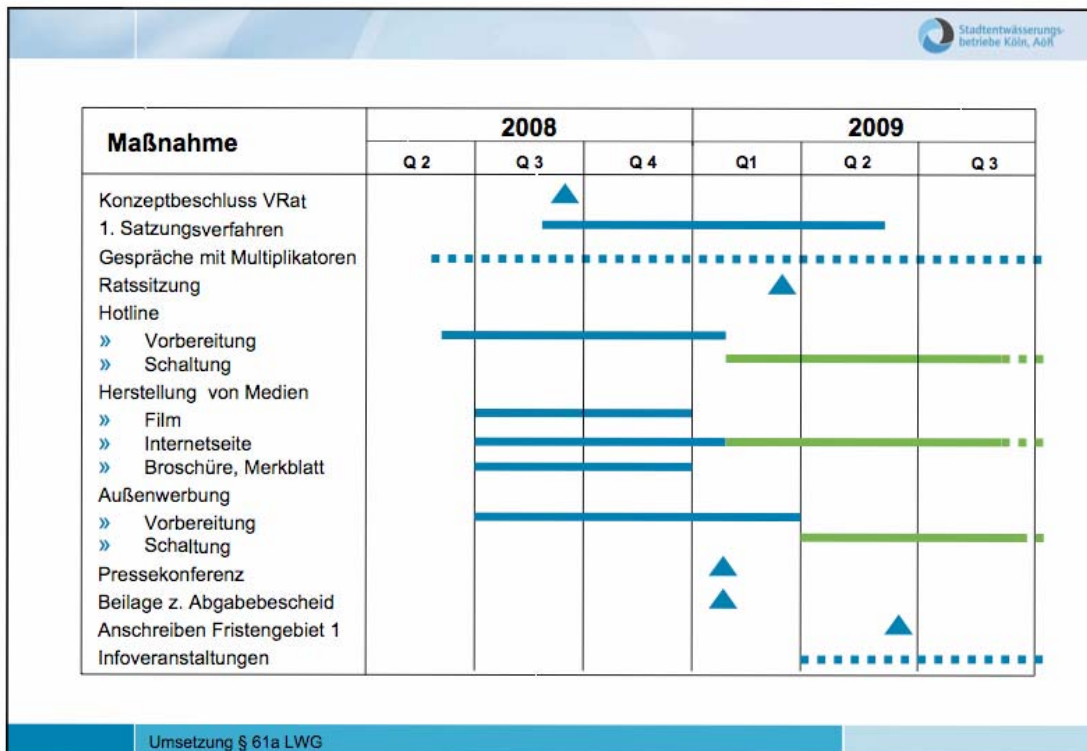 Stadtentwässerungs-
betriebe Köln, AöR
Maßnahme
2008
2009
Q 2
Q 3
Q 4
Q1
Q 2
Q 3
Konzeptbeschluss VRat
1. Satzungsverfahren
Gespräche mit Multiplikatoren
Ratssitzung
Hotline
» Vorbereitung
» Schaltung
Herstellung von Medien
» Film
» Internetseite
» Broschüre, Merkblatt
Außenwerbung
» Vorbereitung
» Schaltung
Pressekonferenz
Beilage z. Abgabebescheid
Anschreiben Fristengebiet 1
Infoveranstaltungen
Umsetzung § 61a LWG